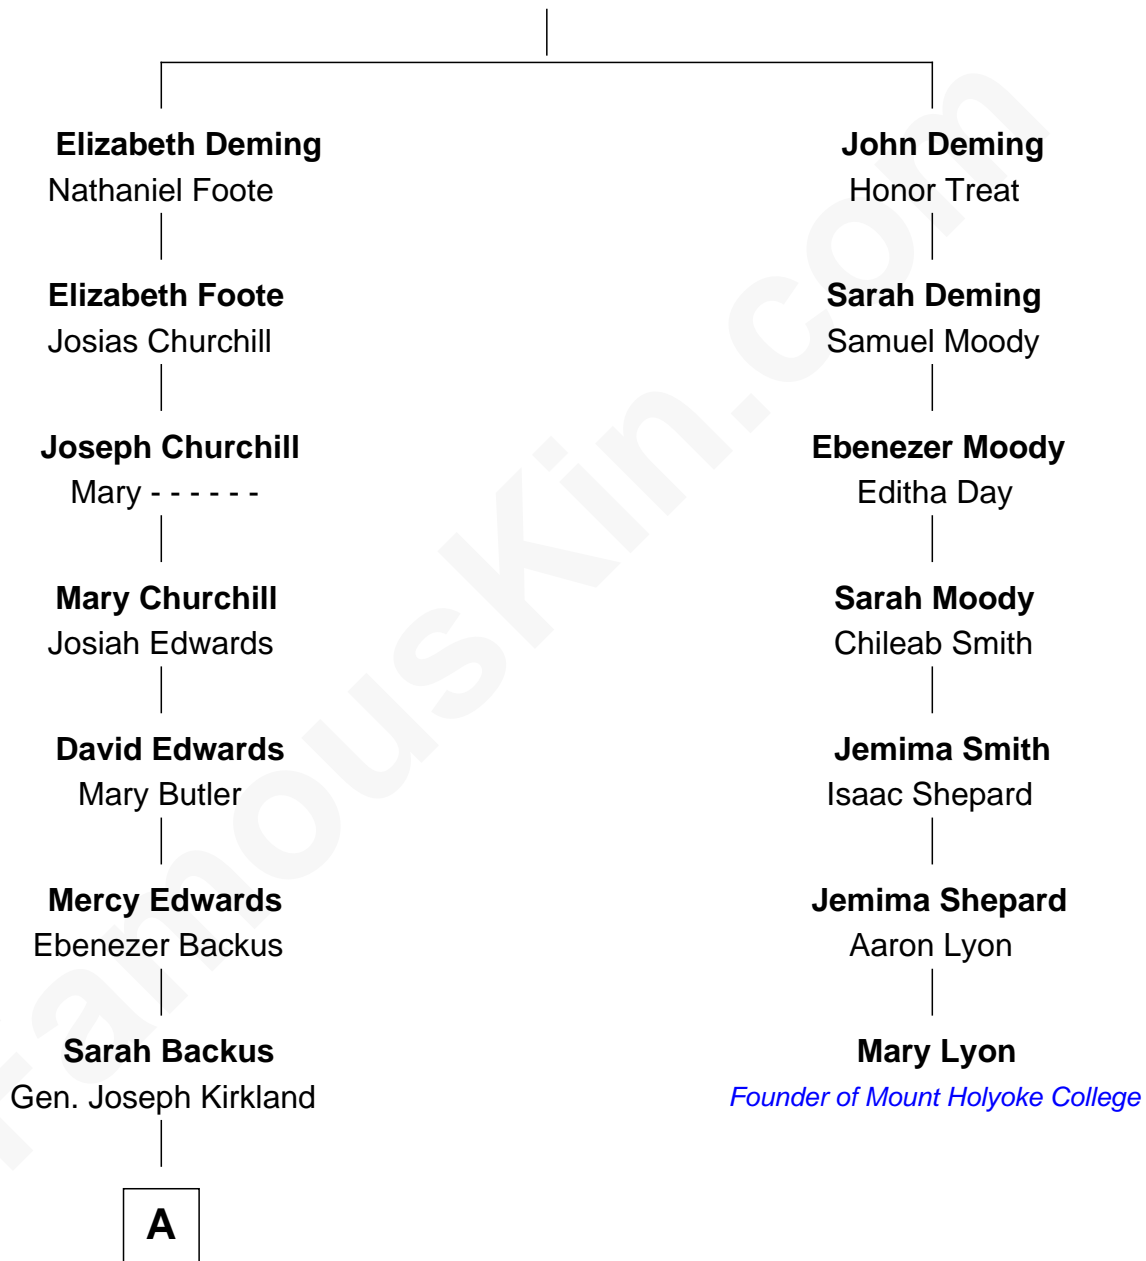 Elizabeth Deming
Nathaniel Foote
Elizabeth Foote
Josias Churchill
Joseph Churchill
Mary - - - - - -
Mary Churchill
Josiah Edwards
David Edwards
Mary Butler
Mercy Edwards
Ebenezer Backus
Sarah Backus
Gen. Joseph Kirkland
A
John Deming
Honor Treat
Sarah Deming
Samuel Moody
Ebenezer Moody
Editha Day
Sarah Moody
Chileab Smith
Jemima Smith
Isaac Shepard
Jemima Shepard
Aaron Lyon
Mary Lyon
Founder of Mount Holyoke College
FamousKin.com